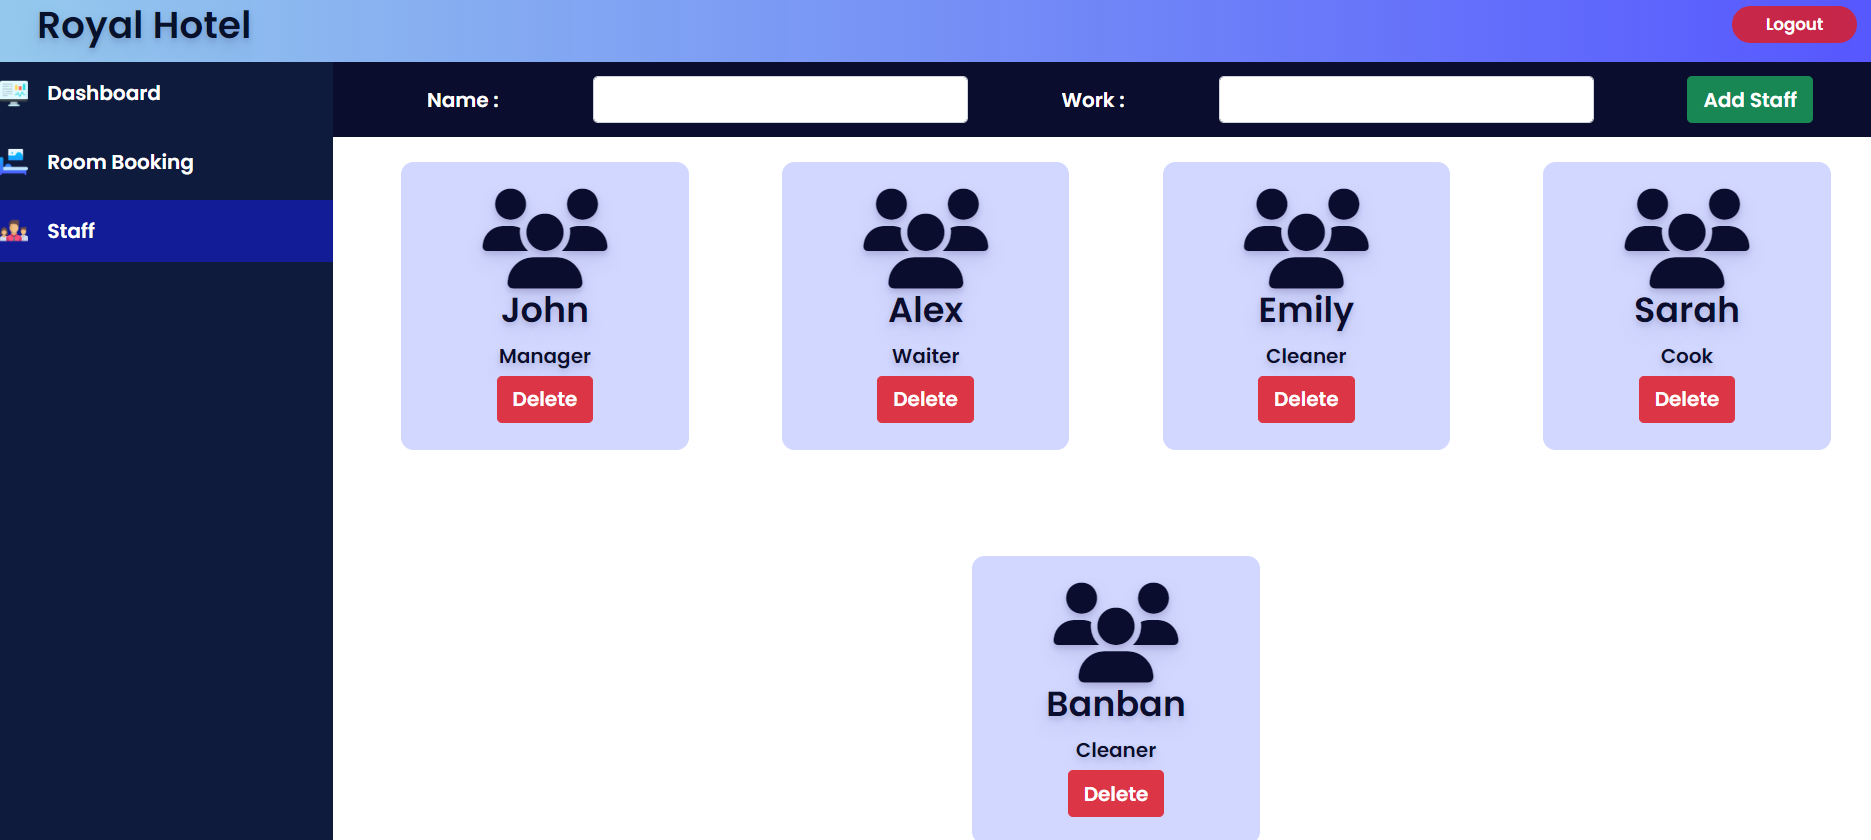 Royal Hotel
Logout
Dashboard
Room Booking
Staff
Name :
Work :
Add Staff
John
Manager
Delete
Alex
Waiter
Delete
Emily
Cleaner
Delete
Sarah
Cook
Delete
Banban
Cleaner
Delete